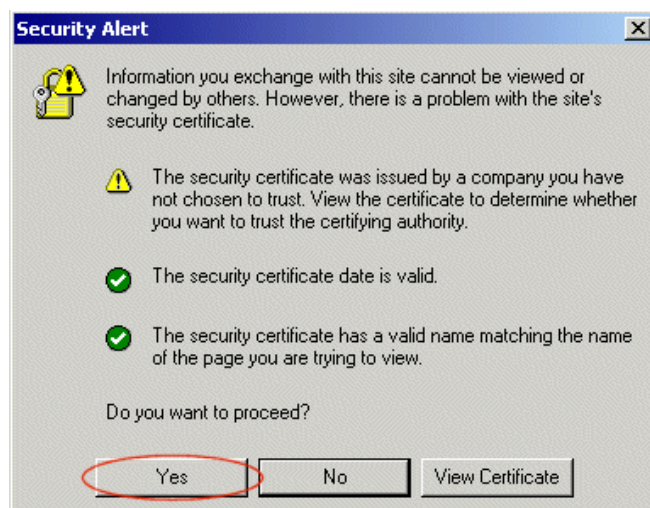 Security Alert
Information you exchange with this site cannot be viewed or
changed by others. However, there is a problem with the site's
security certificate.
The security certificate was issued by a company you have
not chosen to trust. View the certificate to determine whether
you want to trust the certifying authority.
The security certificate date is valid.
The security certificate has a valid name matching the name
of the page you are trying to view.
Do you want to proceed?
Yes No View Certificate